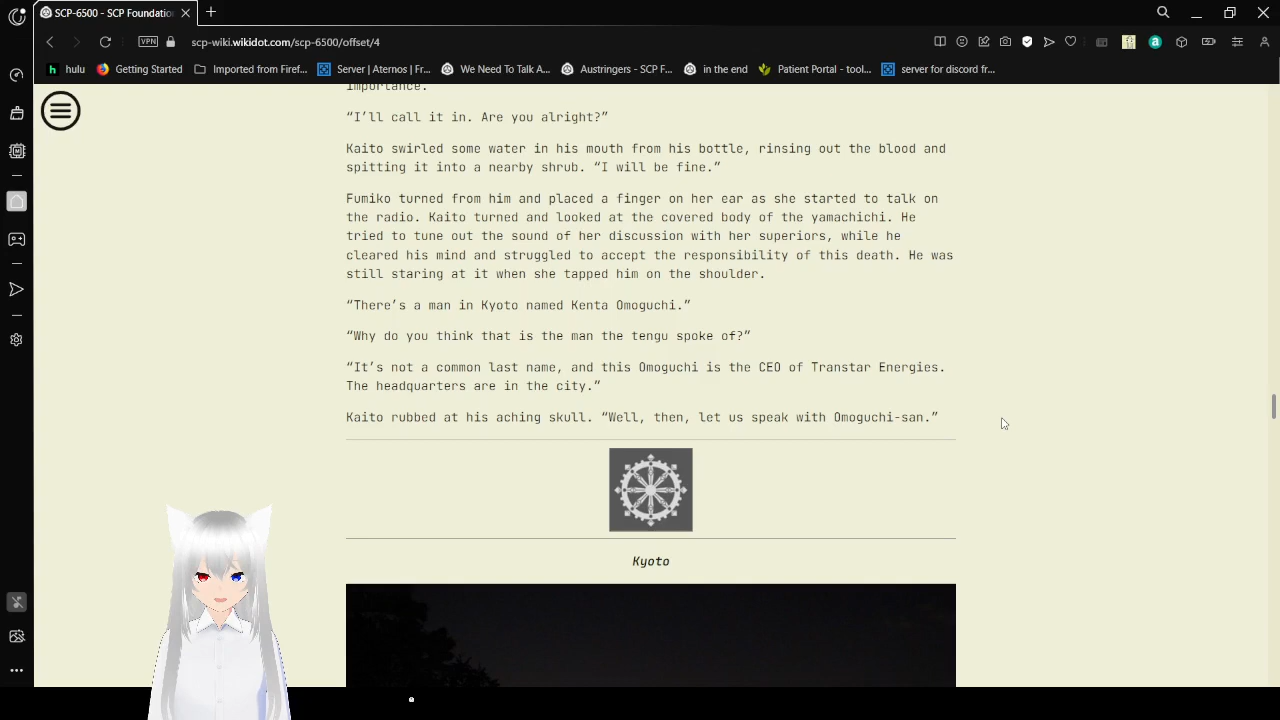 SCP-6500 - SCP Foundatio
VPN
scp-wiki.wikidot.com/scp-6500/offset/4
hulu
Getting Started
Imported from Firef...
Server | Aternos | Fr...
We Need To Talk A...
Austringers - SCP F...
in the end
Patient Portal - tool...
server for discord fr...
importance.
“I’ll call it in. Are you alright?”
Kaito swirled some water in his mouth from his bottle, rinsing out the blood and
spitting it into a nearby shrub. “I will be fine.”
Fumiko turned from him and placed a finger on her ear as she started to talk on
the radio. Kaito turned and looked at the covered body of the yamachichi. He
tried to tune out the sound of her discussion with her superiors, while he
cleared his mind and struggled to accept the responsibility of this death. He was
still staring at it when she tapped him on the shoulder.
“There’s a man in Kyoto named Kenta Omoguchi.”
“Why do you think that is the man the tengu spoke of?”
“It’s not a common last name, and this Omoguchi is the CEO of Transtar Energies.
The headquarters are in the city.”
Kaito rubbed at his aching skull. “Well, then, let us speak with Omoguchi-san.”
Kyoto